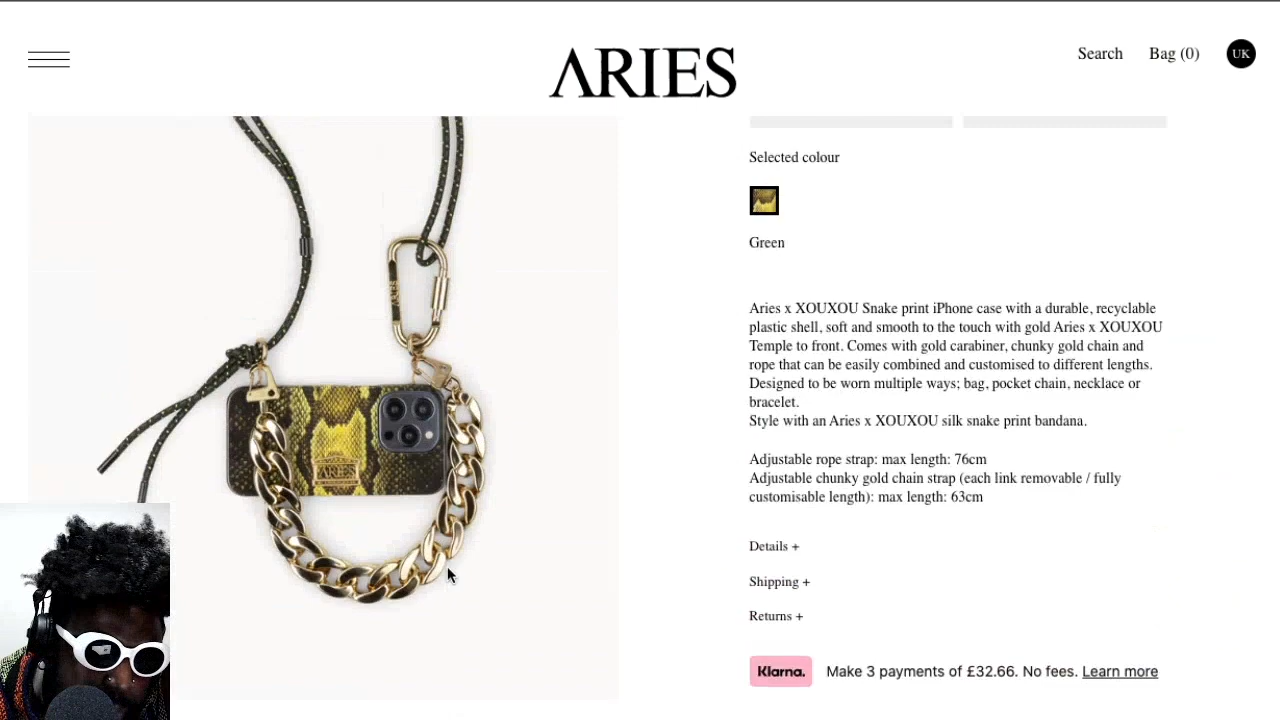 ARIES
Search
Bag (0)
UK
Selected colour
Green
Aries x XOUXOU Snake print iPhone case with a durable, recyclable
plastic shell, soft and smooth to the touch with gold Aries x XOUXOU
Temple to front. Comes with gold carabiner, chunky gold chain and
rope that can be easily combined and customised to different lengths.
Designed to be worn multiple ways; bag, pocket chain, necklace or
bracelet.
Style with an Aries x XOUXOU silk snake print bandana.
Adjustable rope strap: max length: 76cm
Adjustable chunky gold chain strap (each link removable / fully
customisable length): max length: 63cm
Details +
Shipping +
Returns +
Klarna. Make 3 payments of £32.66. No fees. Learn more
ARIES